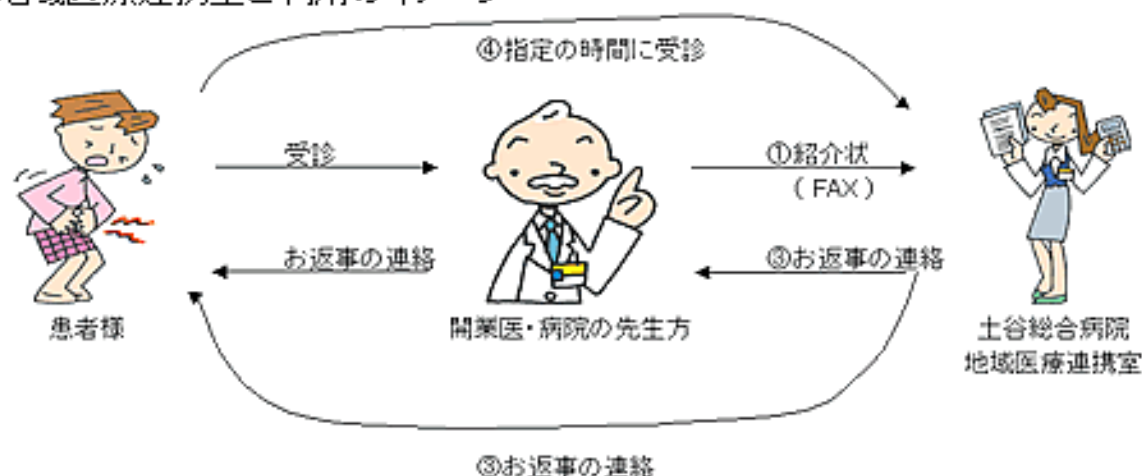 ④指定の時間に受診
受診
①紹介状
(FAX)
お返事の連絡
③お返事の連絡
患者様
開業医・病院の先生方
土谷総合病院
地域医療連携室
③お返事の連絡